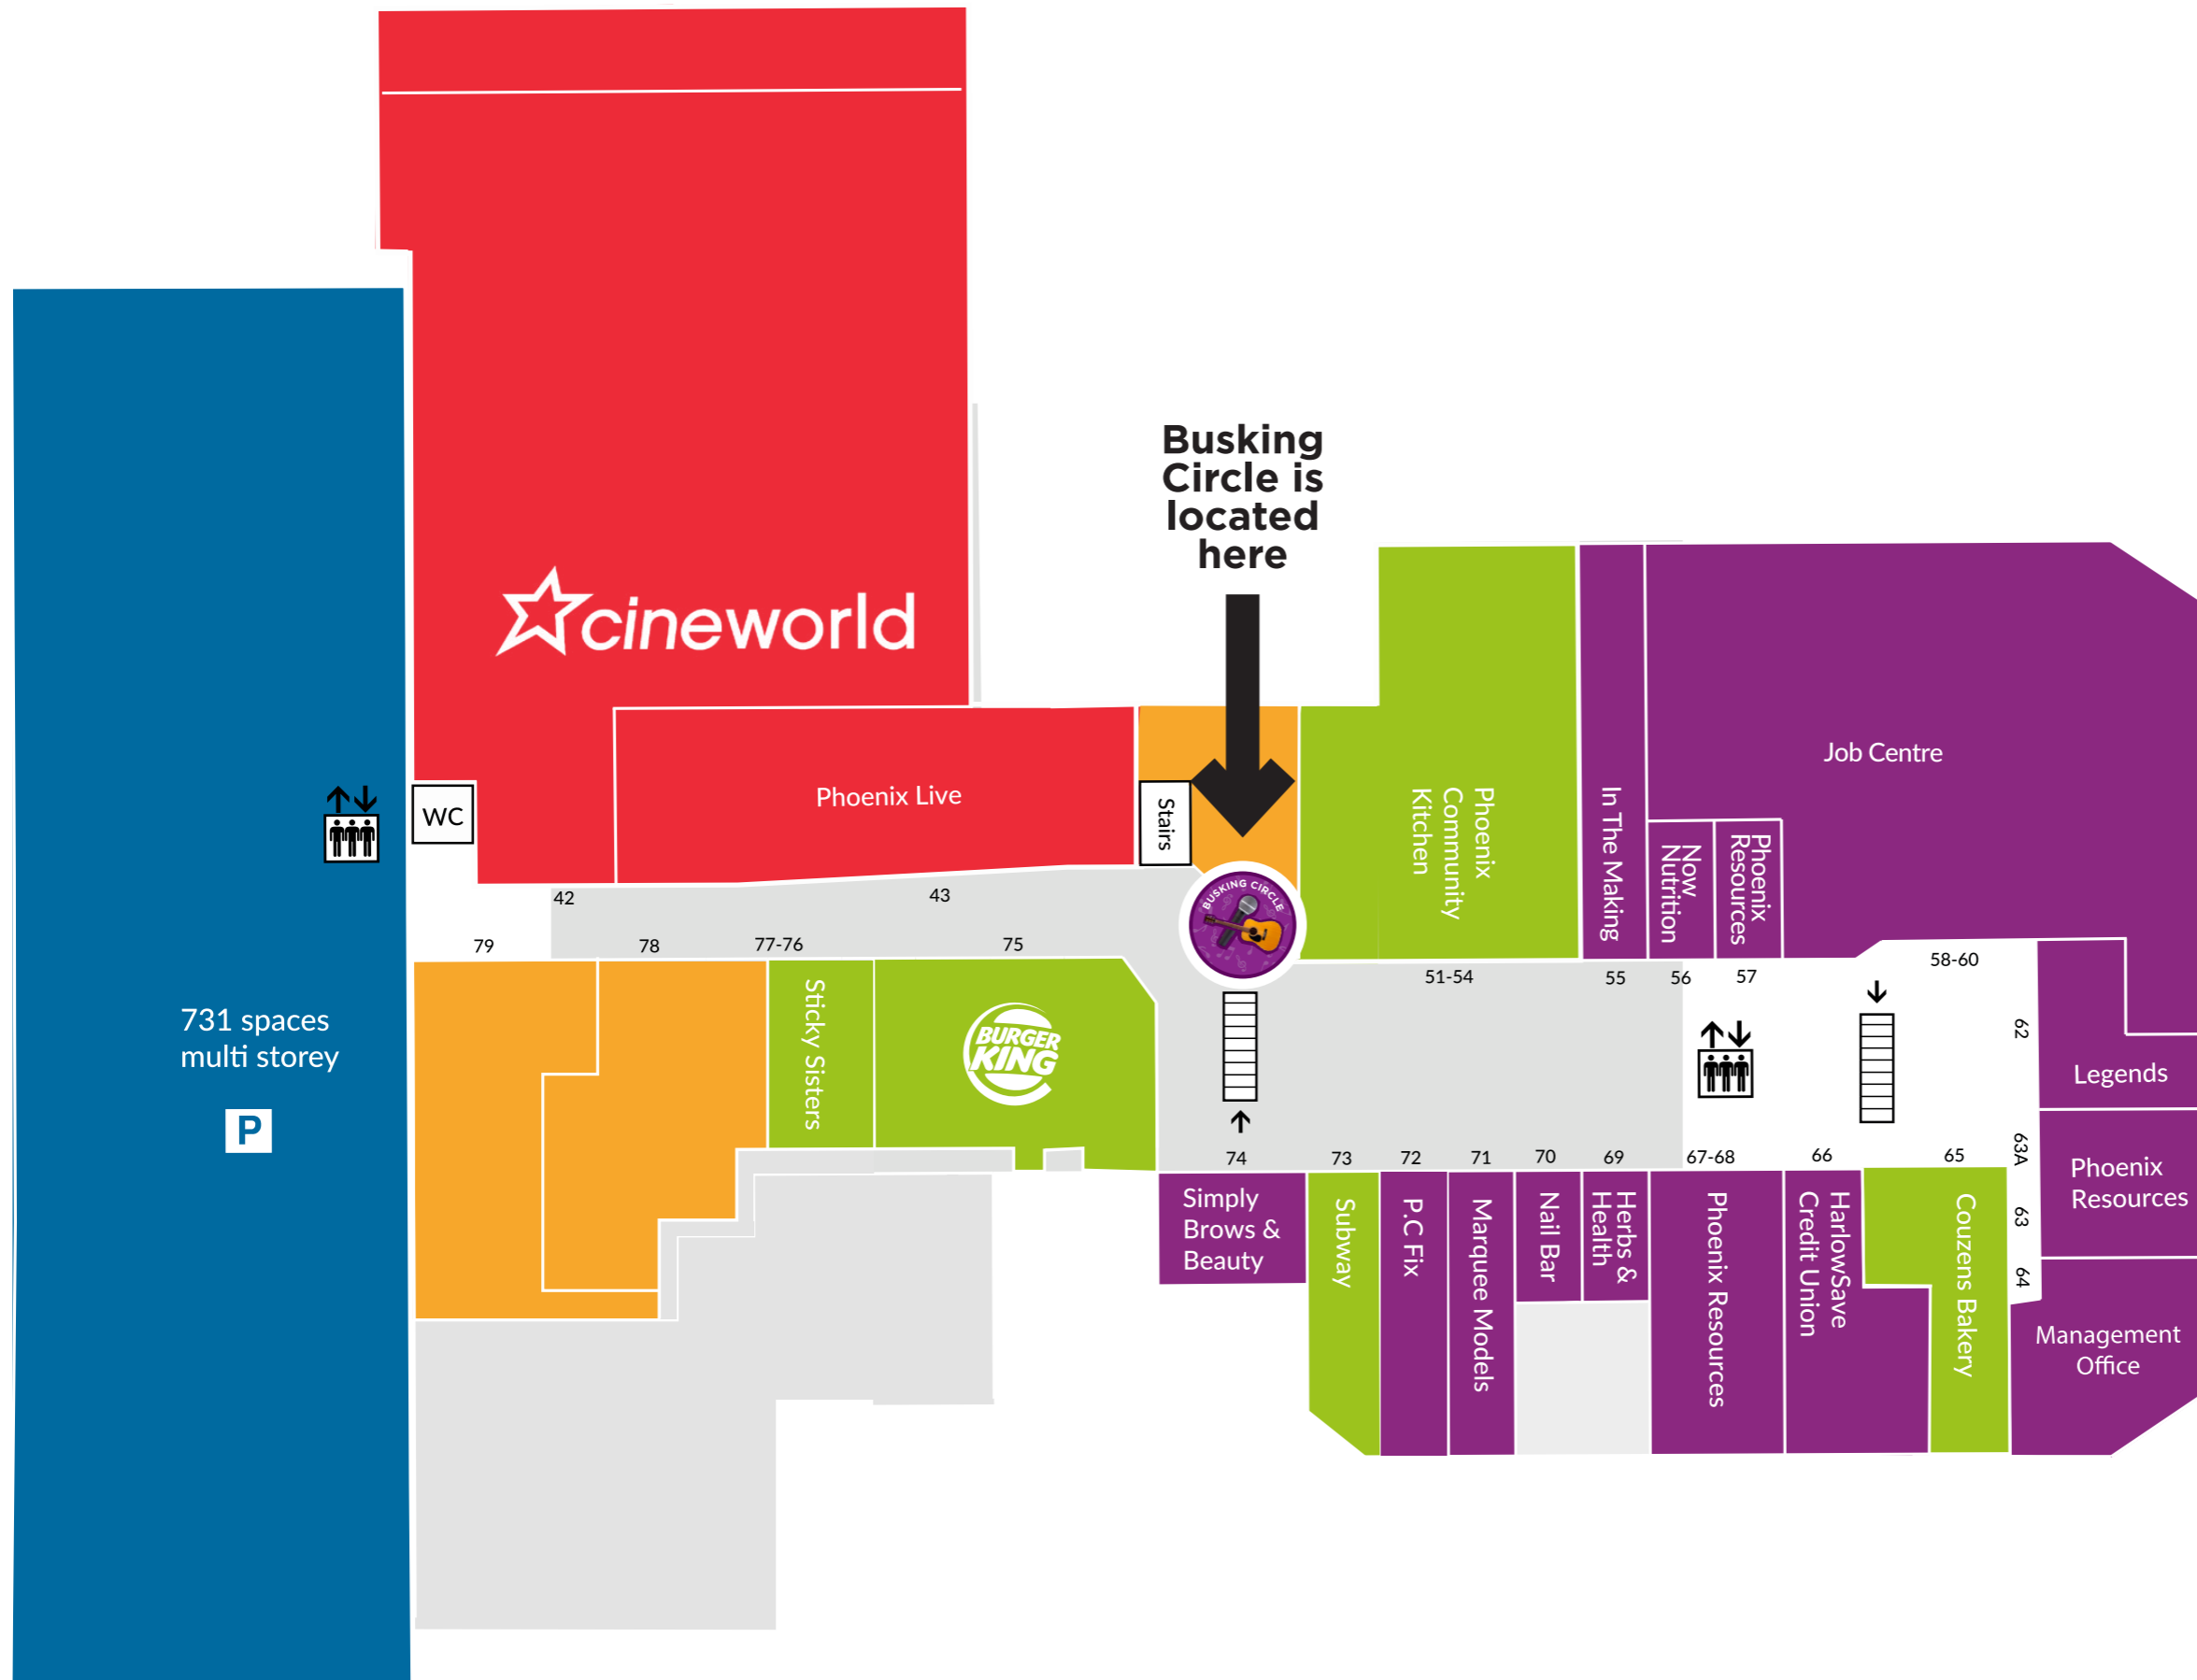 Busking
Circle is
located
here
cineworld
Phoenix Live
Stairs
WC
BUSKING CIRCLE
Phoenix
Community
Kitchen
In The Making
Job Centre
Now
Nutrition
Phoenix
Resources
42
43
79
78
77-76
75
51-54
55
56
57
58-60
62
63A
63
64
731 spaces
multi storey
P
Sticky Sisters
BURGER
KING
Legends
Phoenix
Resources
Management
Office
74
73
72
71
70
69
67-68
66
65
Simply
Brows &
Beauty
Subway
P.C Fix
Marquee Models
Nail Bar
Herbs &
Health
Phoenix Resources
HarlowSave
Credit Union
Couzens Bakery